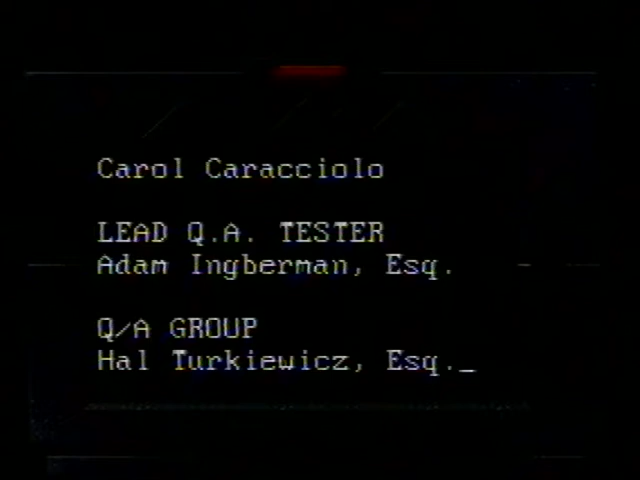 Carol Caracciolo
LEAD Q.A. TESTER
Adam Ingberman, Esq.
Q/A GROUP
Hal Turkiewicz, Esq._